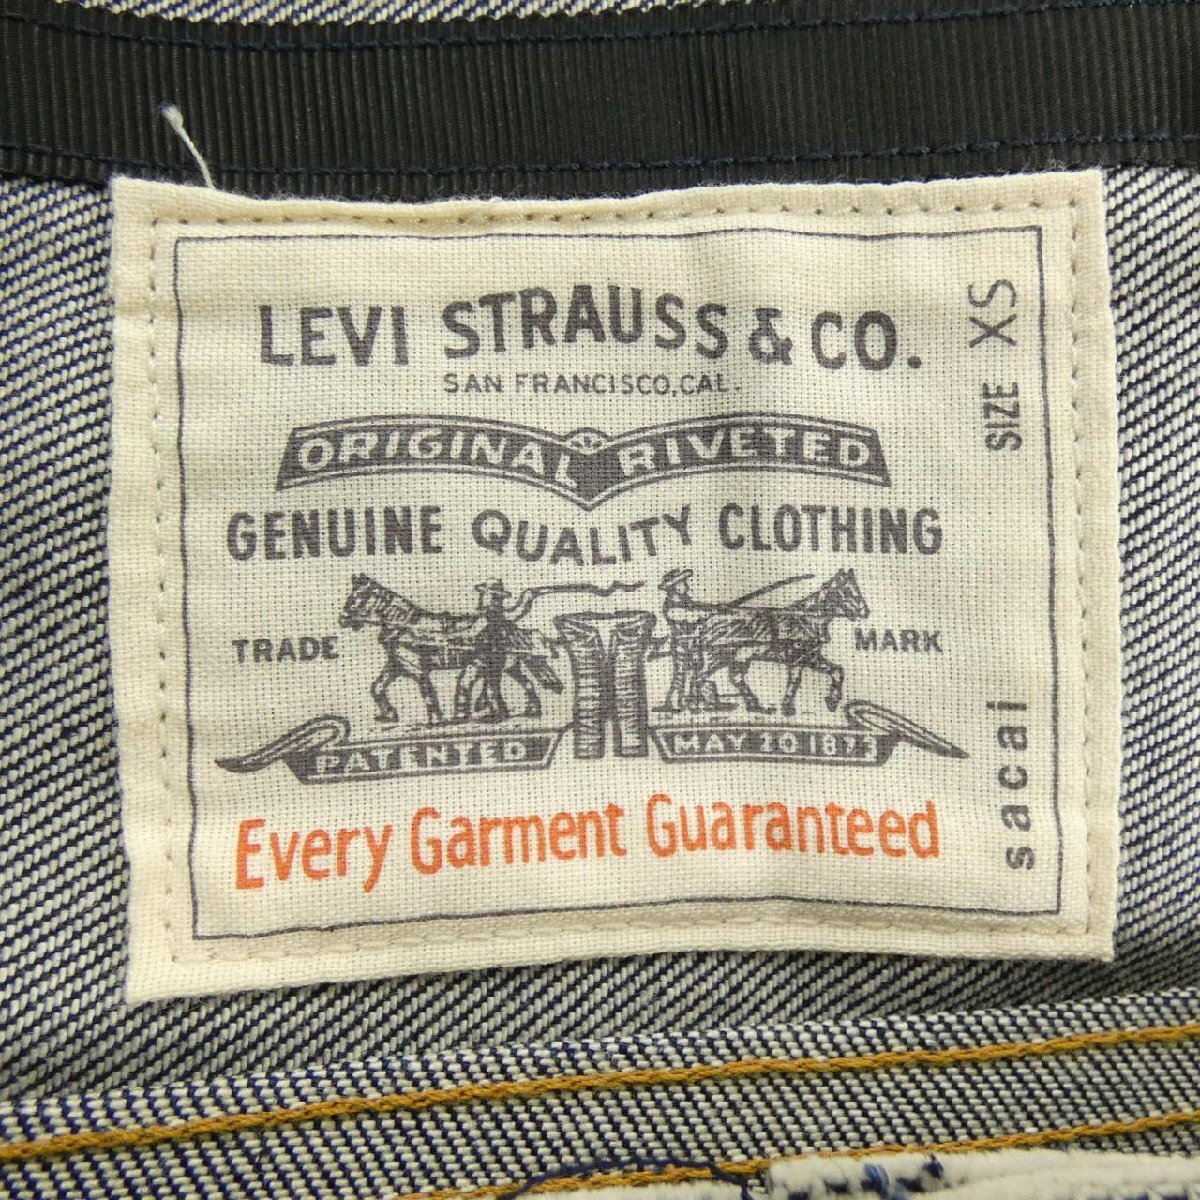 LEVI STRAUSS & CO.
SAN FRANCISCO, CAL.
ORIGINAL RIVETED
GENUINE QUALITY CLOTHING
TRADE MARK
PATENTED MAY 20 1873
Every Garment Guaranteed
SIZE XS
sacai